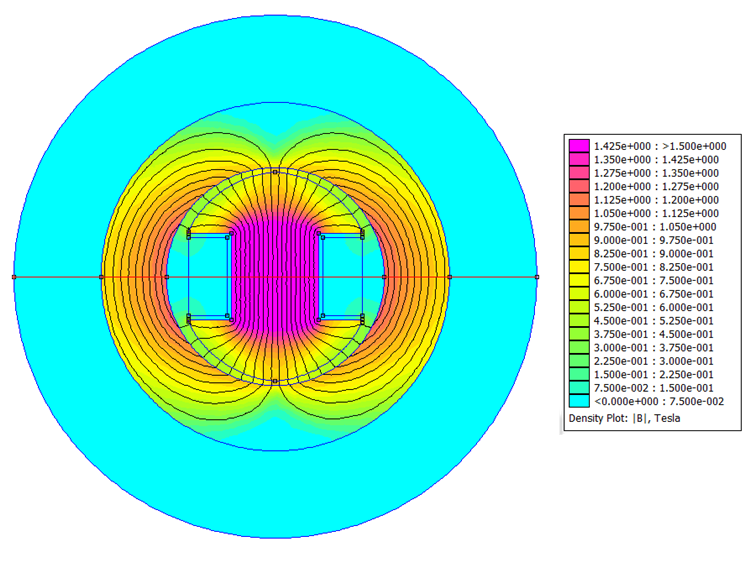 1.425e+000 : >1.500e+000
1.350e+000 : 1.425e+000
1.275e+000 : 1.350e+000
1.200e+000 : 1.275e+000
1.125e+000 : 1.200e+000
1.050e+000 : 1.125e+000
9.750e-001 : 1.050e+000
9.000e-001 : 9.750e-001
8.250e-001 : 9.000e-001
7.500e-001 : 8.250e-001
6.750e-001 : 7.500e-001
6.000e-001 : 6.750e-001
5.250e-001 : 6.000e-001
4.500e-001 : 5.250e-001
3.750e-001 : 4.500e-001
3.000e-001 : 3.750e-001
2.250e-001 : 3.000e-001
1.500e-001 : 2.250e-001
7.500e-002 : 1.500e-001
<0.000e+000 : 7.500e-002
Density Plot: |B|, Tesla